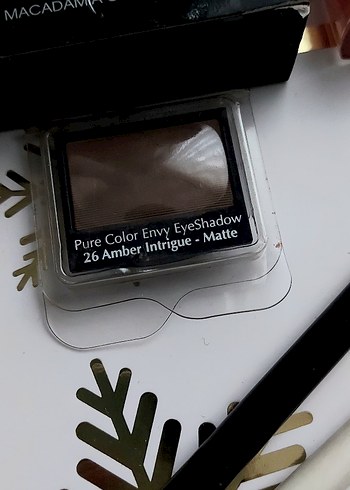 MACADAMIA
Pure Color Envy EyeShadow
26 Amber Intrigue - Matte